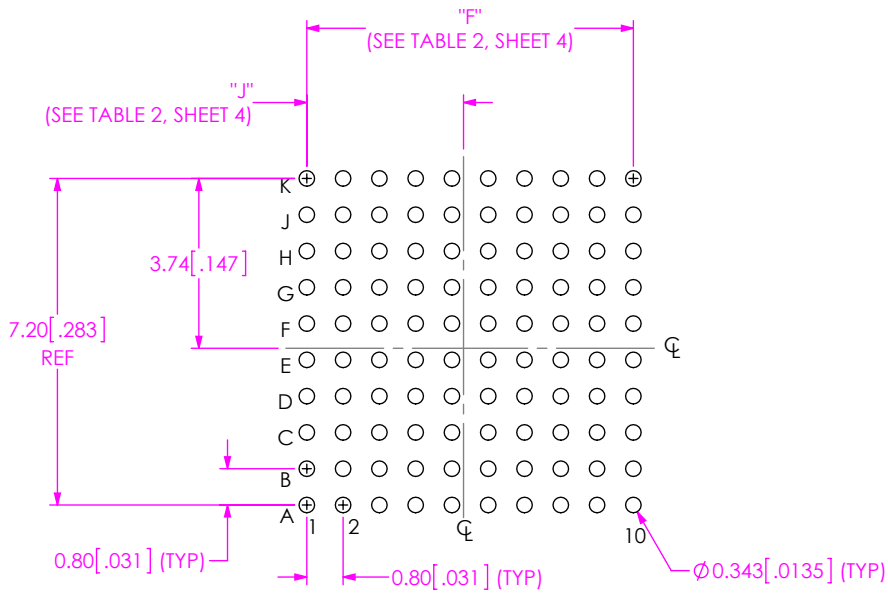 "F"
(SEE TABLE 2, SHEET 4)
"J"
(SEE TABLE 2, SHEET 4)
K
J
H
3.74[.147]
G
7.20[.283]
REF
F
℄
E
D
C
B
A
1
2
℄
10
0.80[.031] (TYP)
0.80[.031] (TYP)
Ø0.343[.0135] (TYP)